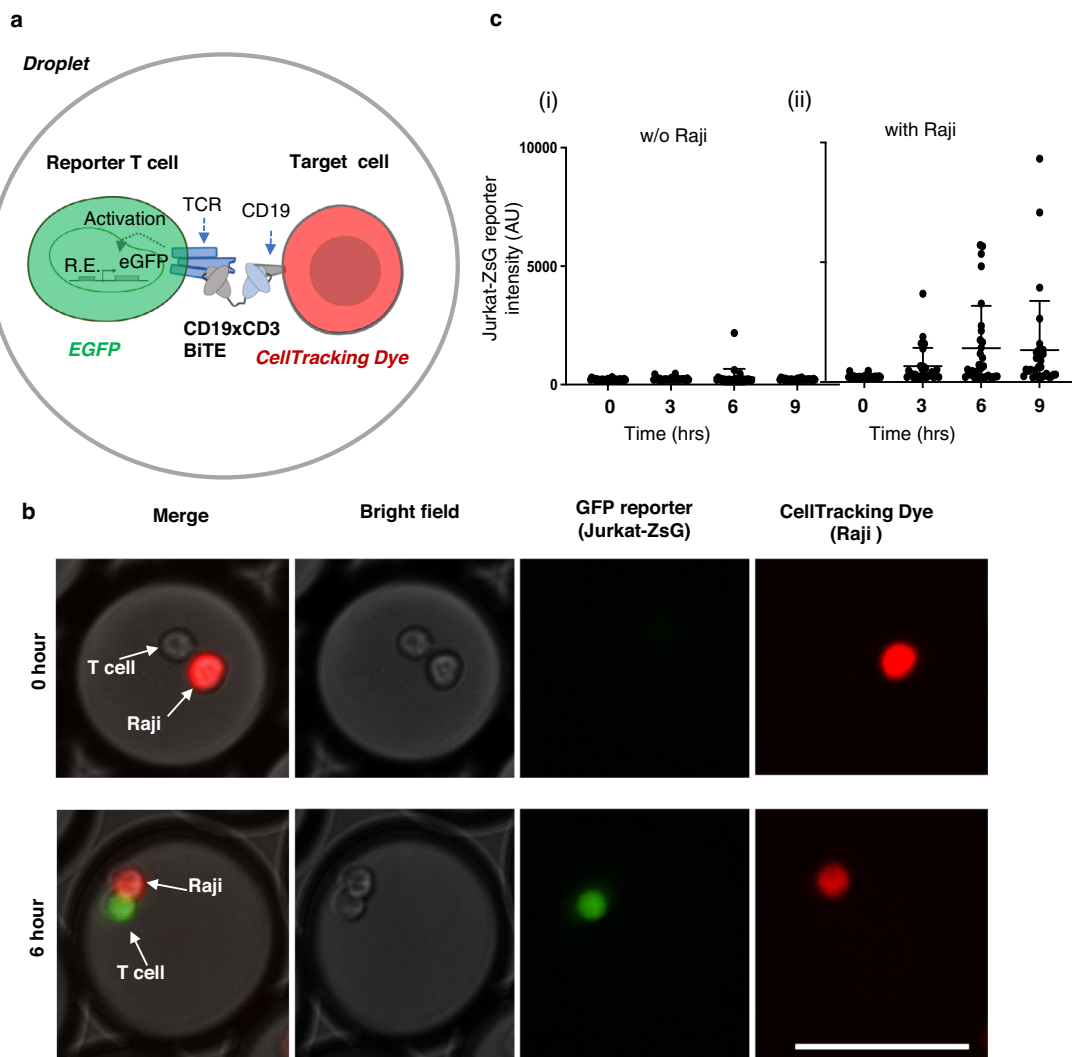 a
Droplet
Reporter T cell
Target cell
Activation
TCR
CD19
R.E.
eGFP
CD19xCD3
BiTE
EGFP
CellTracking Dye
c
(i)
(ii)
w/o Raji
with Raji
Jurkat-ZsG reporter
intensity (AU)
10000
5000
0
0 3 6 9
0 3 6 9
Time (hrs)
Time (hrs)
b
Merge
Bright field
GFP reporter
(Jurkat-ZsG)
CellTracking Dye
(Raji )
0 hour
T cell
Raji
6 hour
Raji
T cell